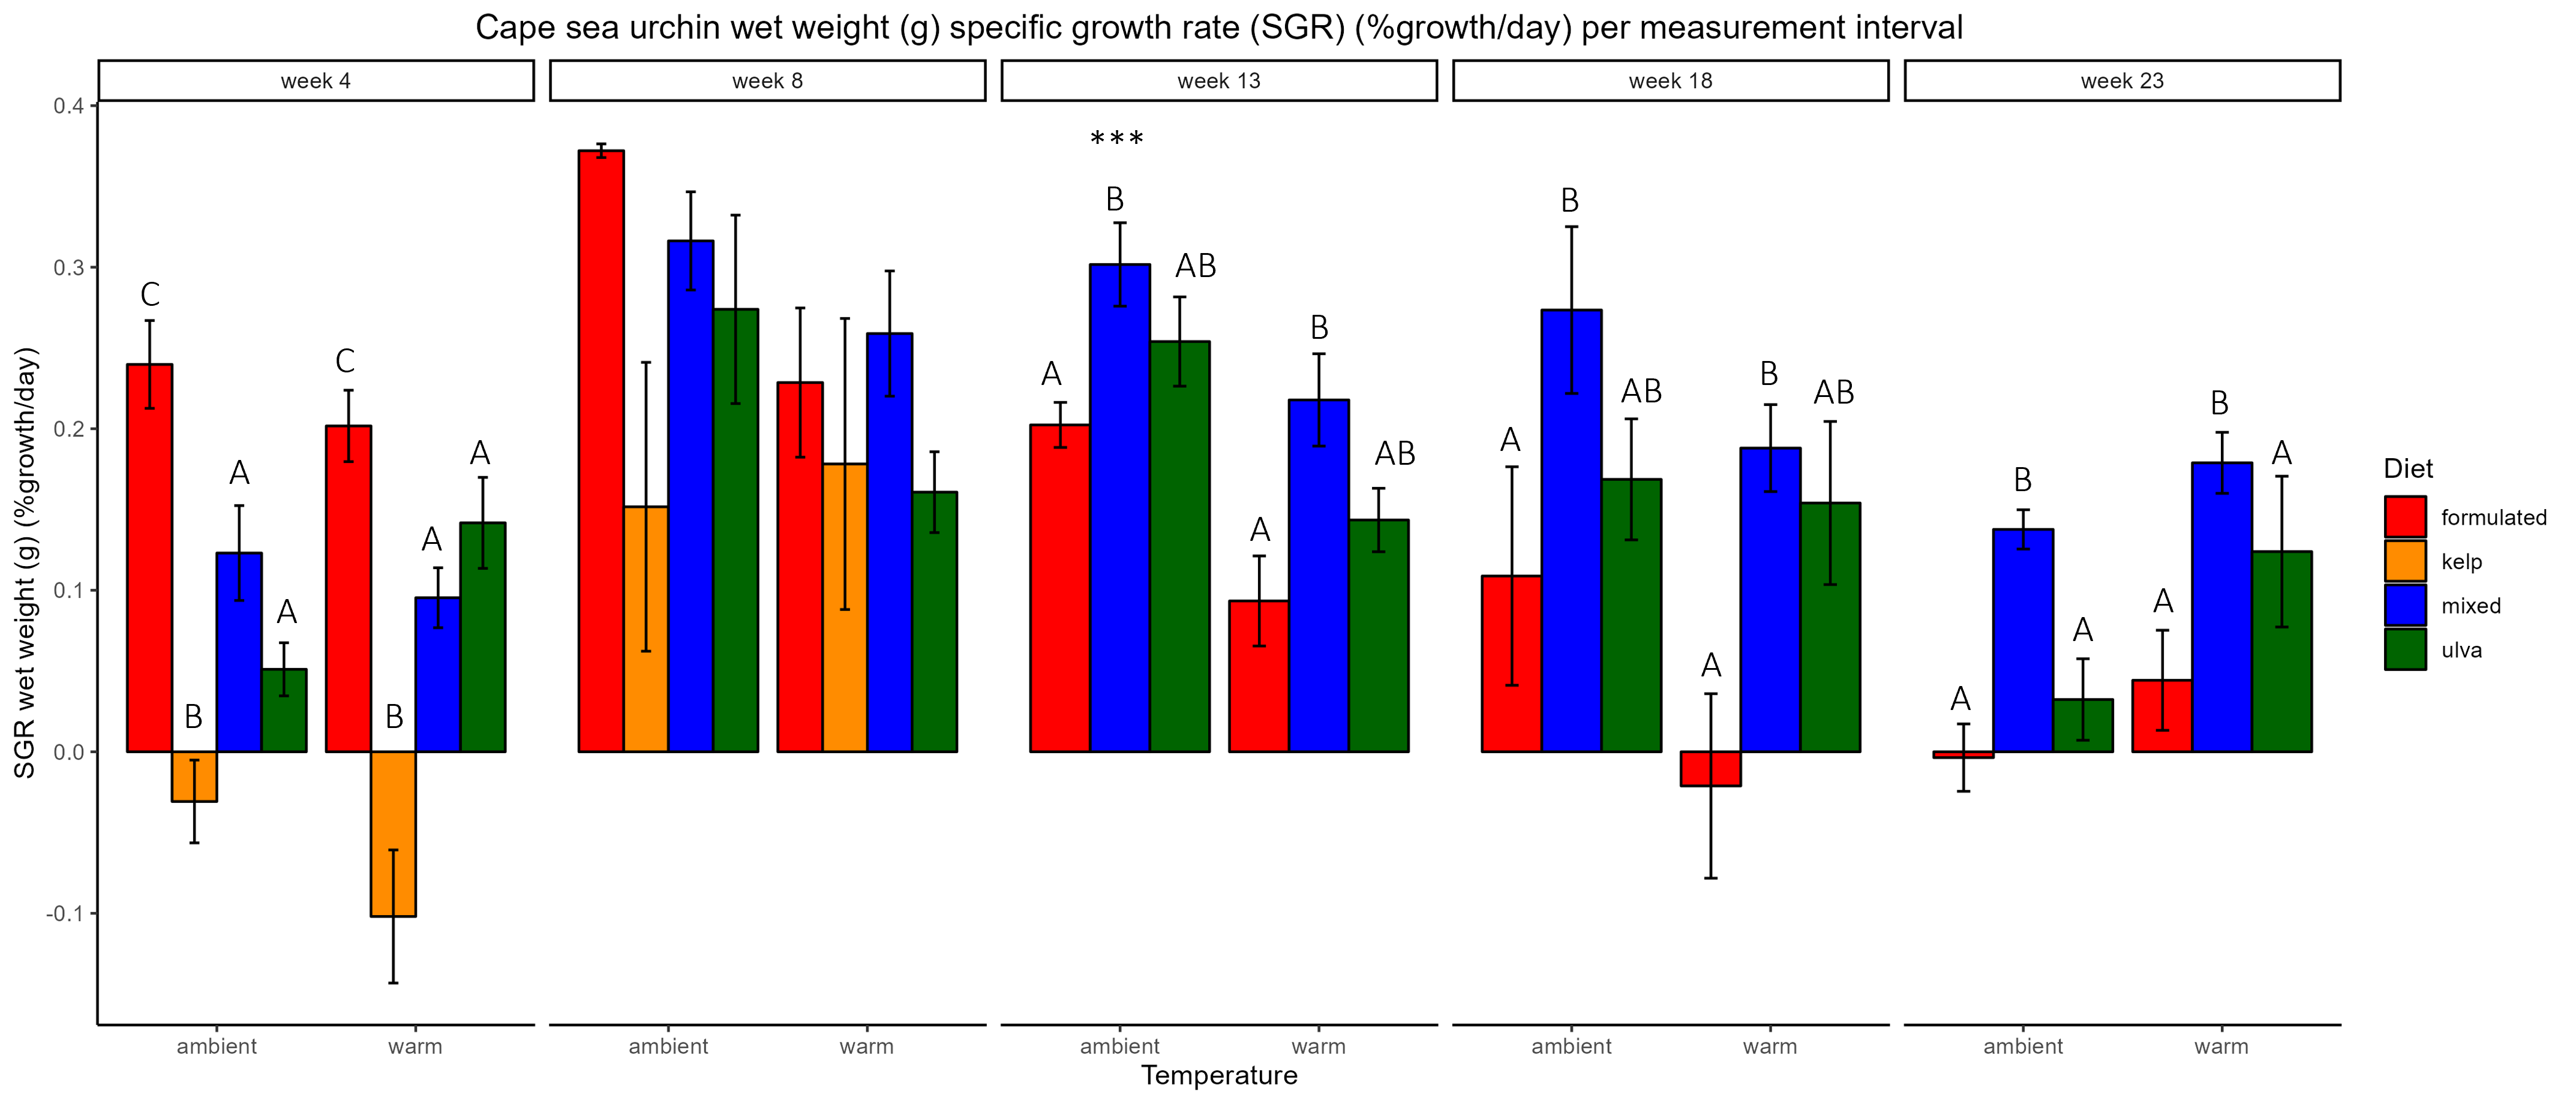 Cape sea urchin wet weight (g) specific growth rate (SGR) (%growth/day) per measurement interval
week 4
week 8
week 13
week 18
week 23
SGR wet weight (g) (%growth/day)
0.4
0.3
0.2
0.1
0.0
-0.1
C
B
A
A
C
B
A
A
***
A
B
AB
A
B
AB
A
B
AB
A
B
AB
A
B
A
A
B
A
ambient
warm
ambient
warm
ambient
warm
ambient
warm
ambient
warm
Temperature
Diet
formulated
kelp
mixed
ulva